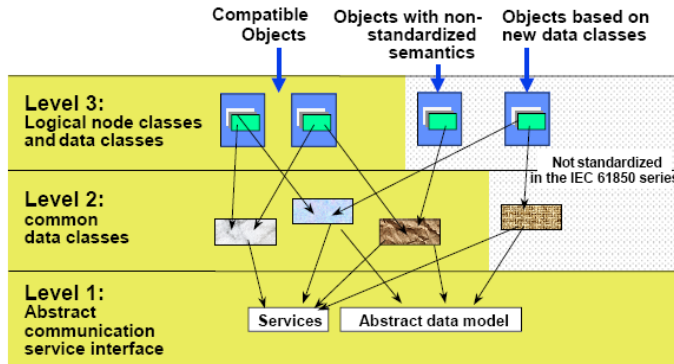 Compatible
Objects
Objects with non-
standardized
semantics
Objects based on
new data classes
Level 3:
Logical node classes
and data classes
Not standardized
in the IEC 61850 series
Level 2:
common
data classes
Level 1:
Abstract
communication
service interface
Services
Abstract data model